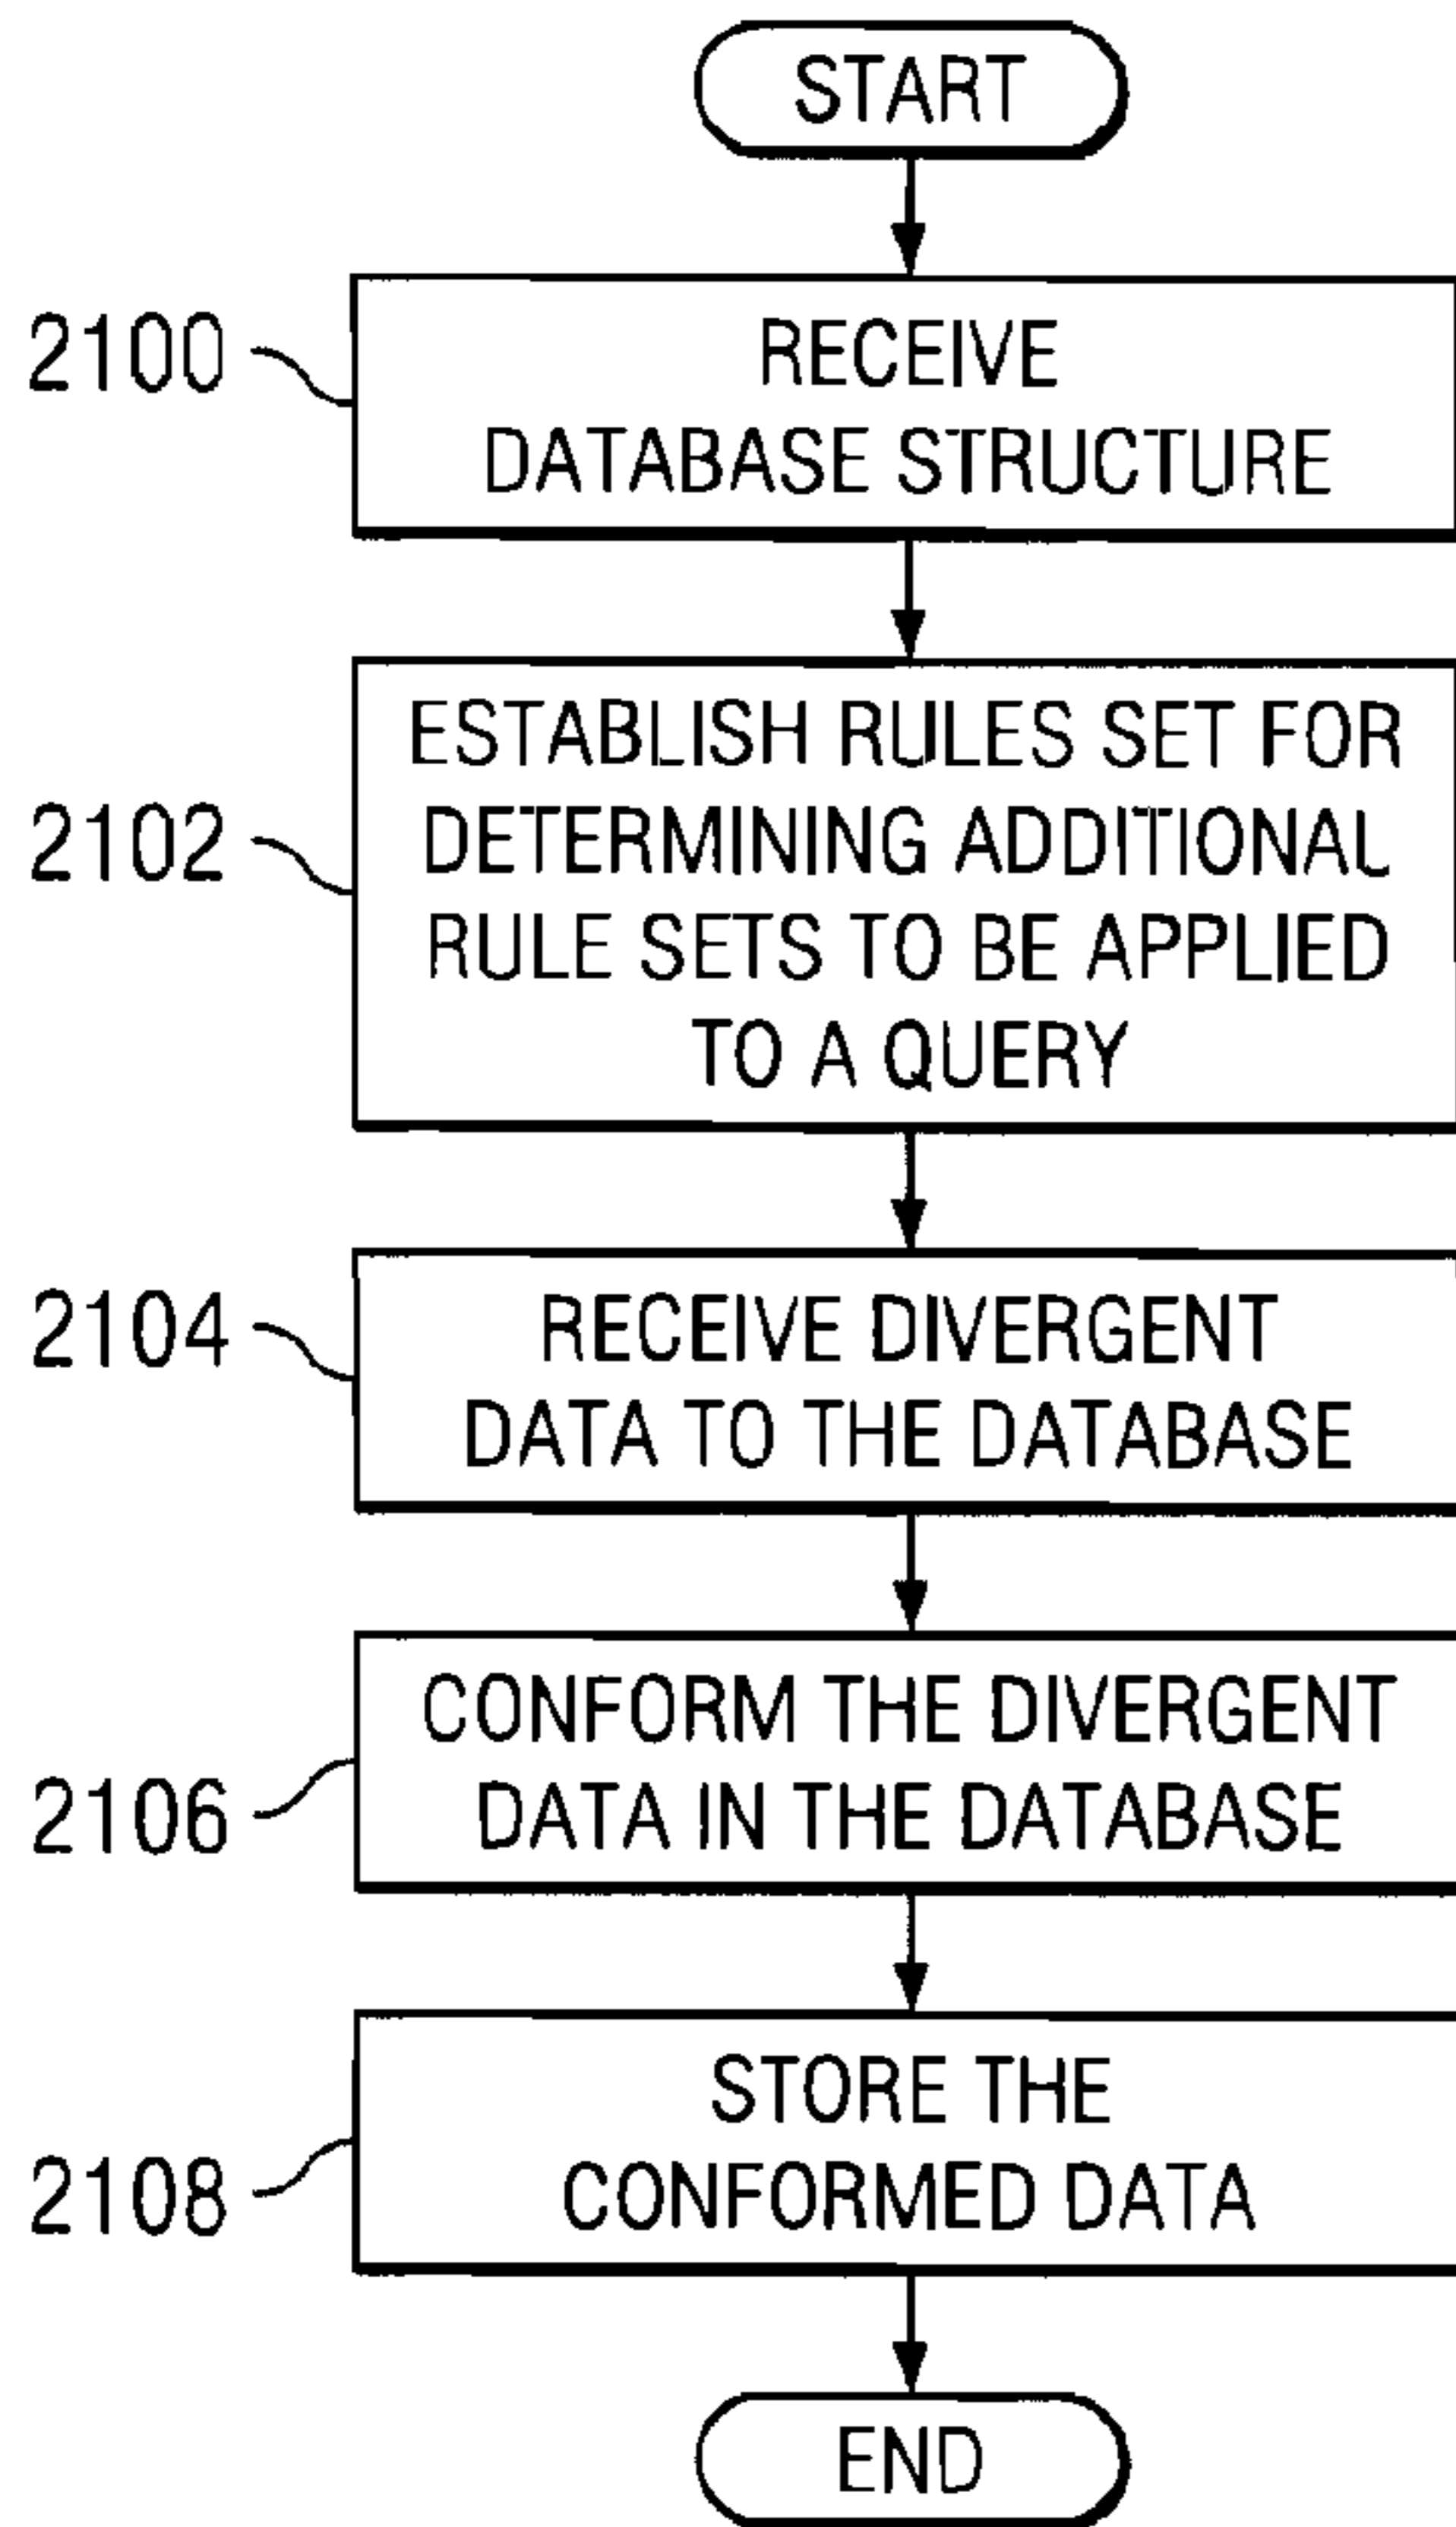 START
2100
RECEIVE
DATABASE STRUCTURE
2102
ESTABLISH RULES SET FOR
DETERMINING ADDITIONAL
RULE SETS TO BE APPLIED
TO A QUERY
2104
RECEIVE DIVERGENT
DATA TO THE DATABASE
2106
CONFORM THE DIVERGENT
DATA IN THE DATABASE
2108
STORE THE
CONFORMED DATA
END